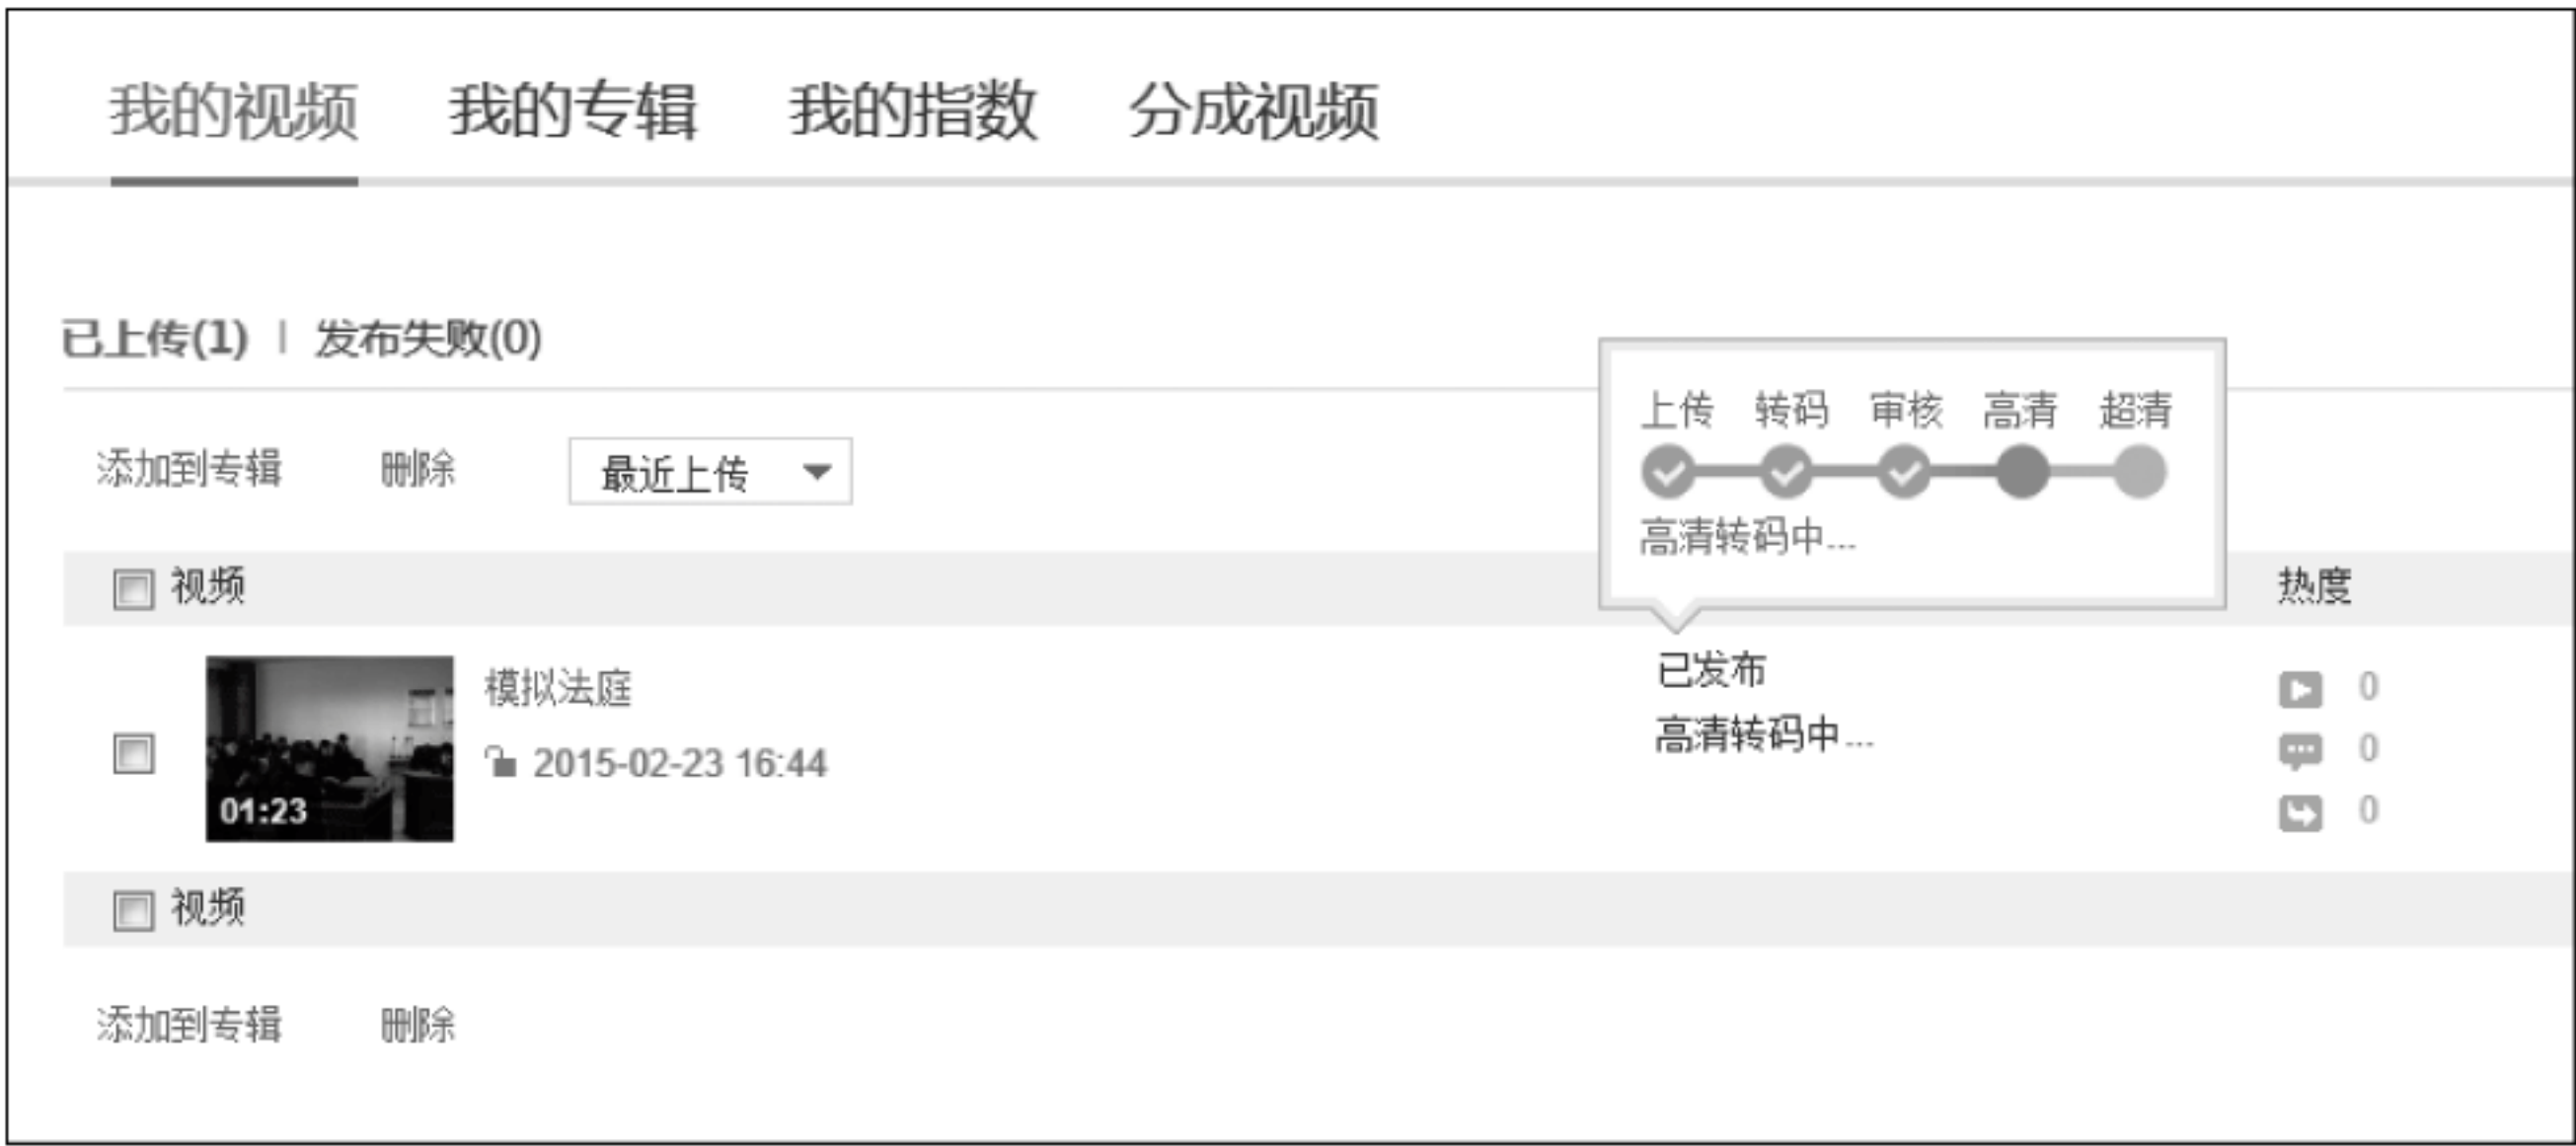 我的视频 我的专辑 我的指数 分成视频
已上传(1) | 发布失败(0)
上传 转码 审核 高清 超清
添加到专辑 删除 最近上传
高清转码中...
视频 热度
已发布
模拟法庭 0
高清转码中...
2015-02-23 16:44 0
01:23 0
视频
添加到专辑 删除